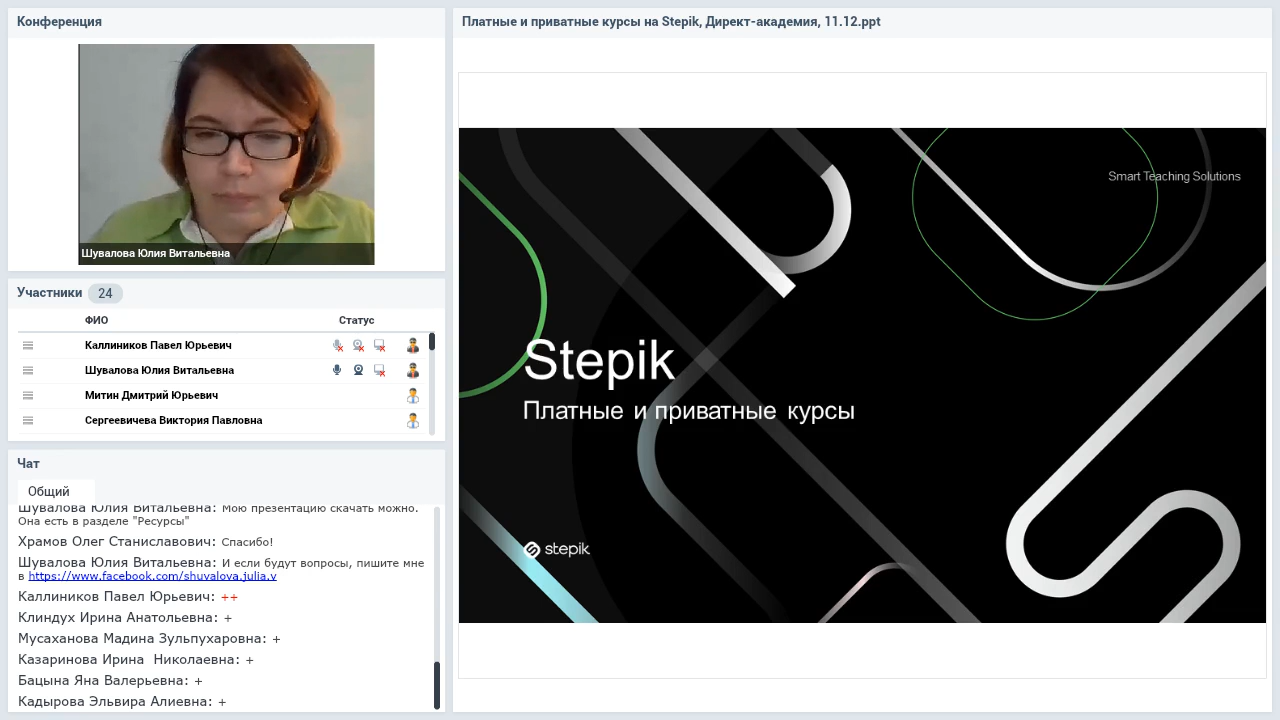 Конференция
Шувалова Юлия Витальевна
Участники 24
ФИО Статус
Каллиников Павел Юрьевич
Шувалова Юлия Витальевна
Митин Дмитрий Юрьевич
Сергеевичева Виктория Павловна
Чат
Общий
Шувалова Юлия Витальевна: Мою презентацию скачать можно.
Она есть в разделе "Ресурсы"
Храмов Олег Станиславович: Спасибо!
Шувалова Юлия Витальевна: И если будут вопросы, пишите мне
в https://www.facebook.com/shuvalova.julia.v
Каллиников Павел Юрьевич: ++
Клиндух Ирина Анатольевна: +
Мусаханова Мадина Зульпухаровна: +
Казаринова Ирина  Николаевна: +
Бацына Яна Валерьевна: +
Кадырова Эльвира Алиевна: +
Платные и приватные курсы на Stepik, Директ-академия, 11.12.ppt
Smart Teaching Solutions
Stepik
Платные и приватные курсы
stepik